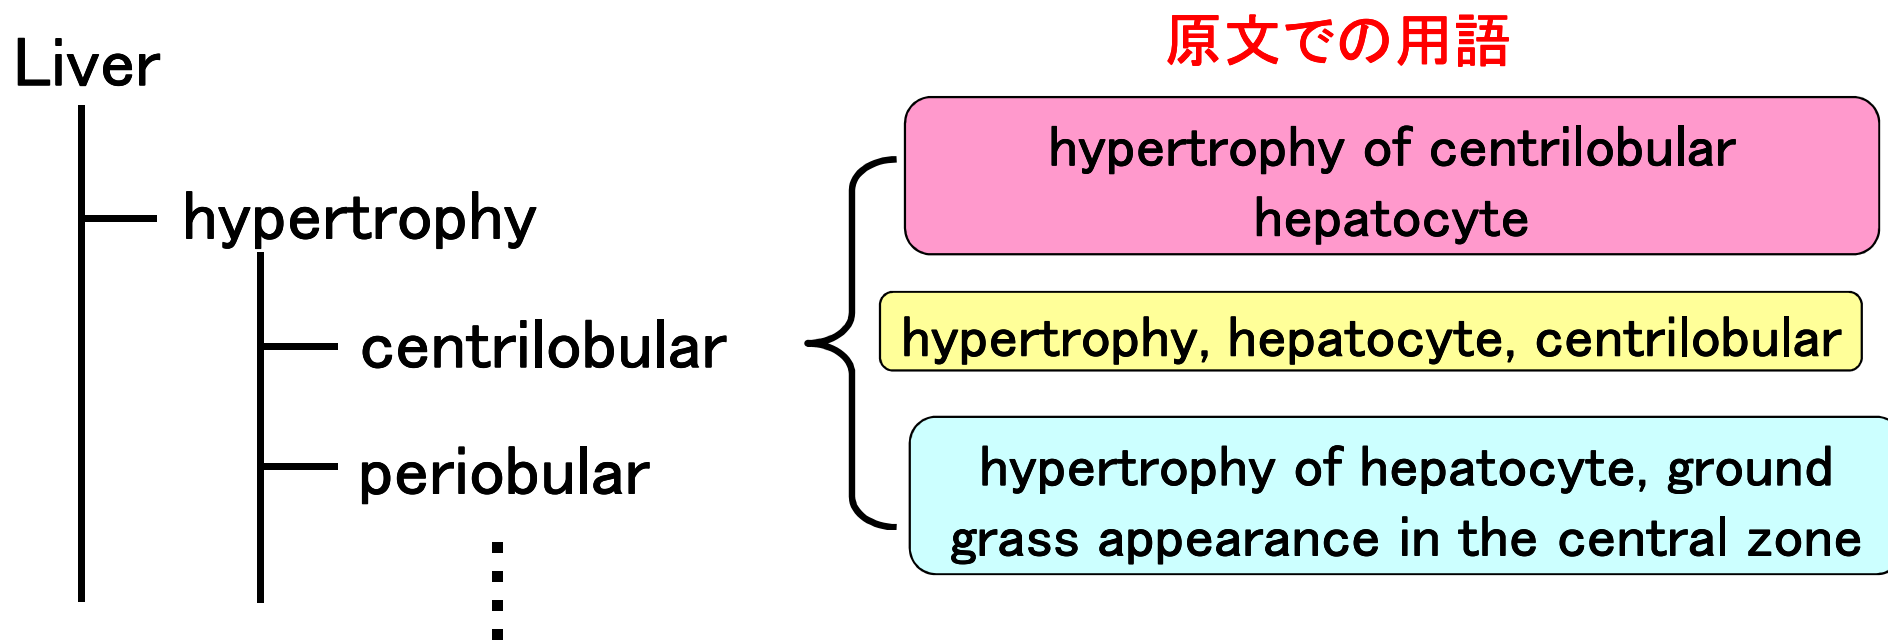 原文での用語
Liver
hypertrophy
centrilobular
periobular
hypertrophy of centrilobular
hepatocyte
hypertrophy, hepatocyte, centrilobular
hypertrophy of hepatocyte, ground
grass appearance in the central zone